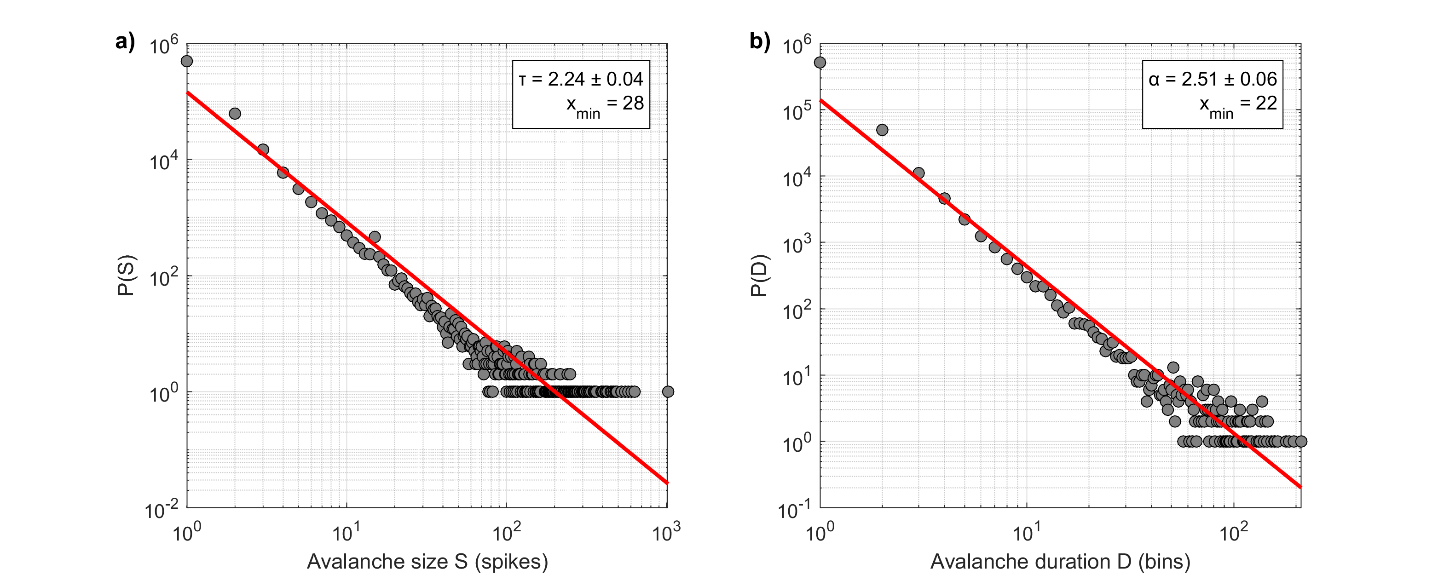 a)
τ = 2.24 ± 0.04
x_min = 28
P(S)
10^6
10^4
10^2
10^0
10^-2
10^0 10^1 10^2 10^3
Avalanche size S (spikes)
b)
α = 2.51 ± 0.06
x_min = 22
P(D)
10^6
10^5
10^4
10^3
10^2
10^1
10^0
10^-1
10^0 10^1 10^2
Avalanche duration D (bins)